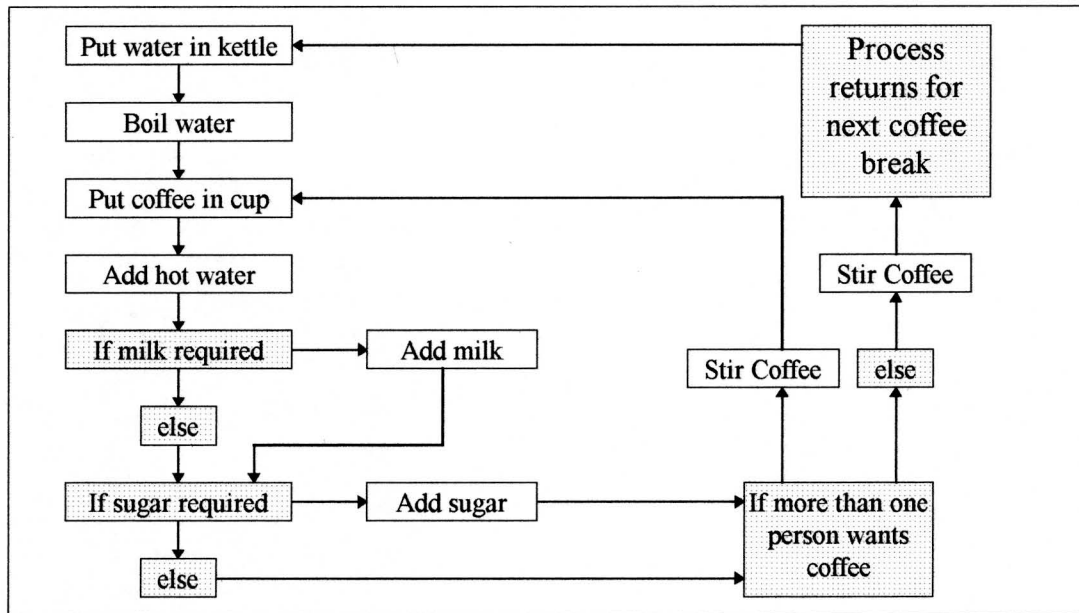 Put water in kettle
Boil water
Put coffee in cup
Add hot water
If milk required
Add milk
else
If sugar required
Add sugar
else
If more than one
person wants
coffee
Stir Coffee
else
Stir Coffee
Process
returns for
next coffee
break